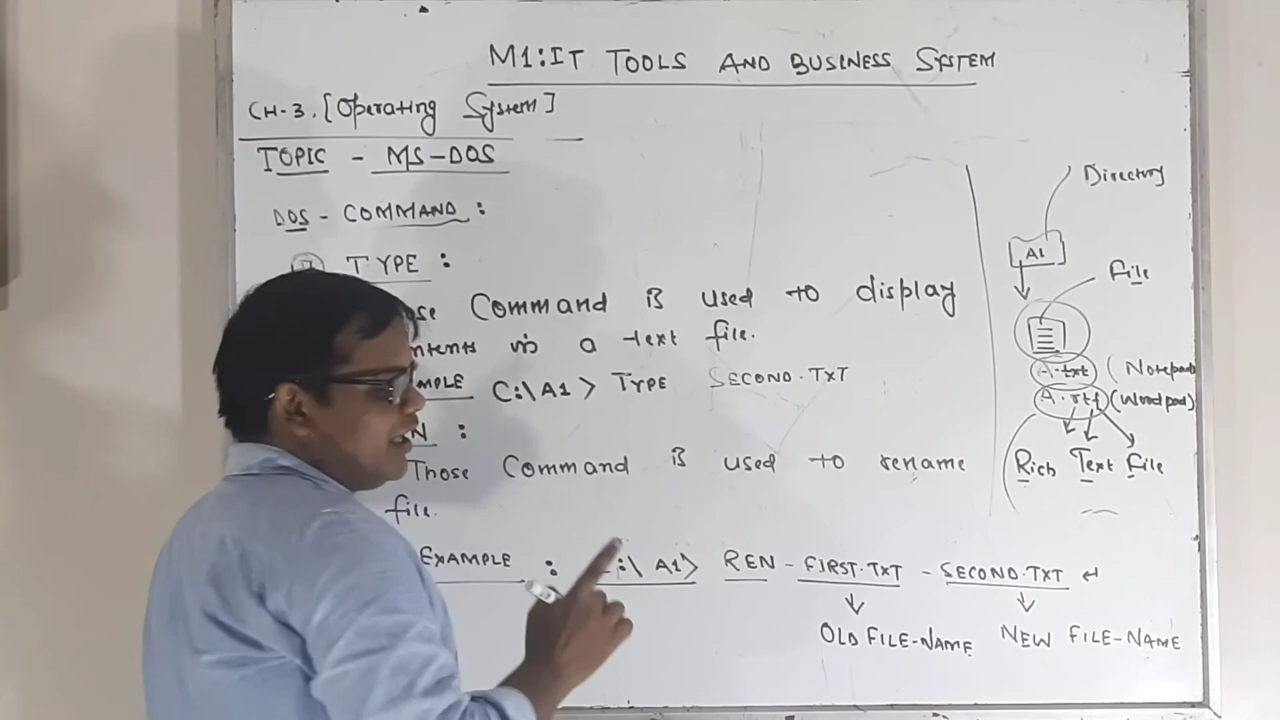 M1:IT TOOLS AND BUSINESS SYSTEM
CH-3. [Operating System]
TOPIC - MS-DOS
DOS - COMMAND :
TYPE :
Command is used to display
in a text file.
C:\A1> TYPE SECOND.TXT
:
Those Command is used to rename
file.
EXAMPLE : :\ A1> REN - FIRST.TXT - SECOND.TXT ↵
OLD FILE-NAME NEW FILE-NAME
Directory
A1
File
A.txt (Notepad
A.rtf (Wordpad)
Rich Text File